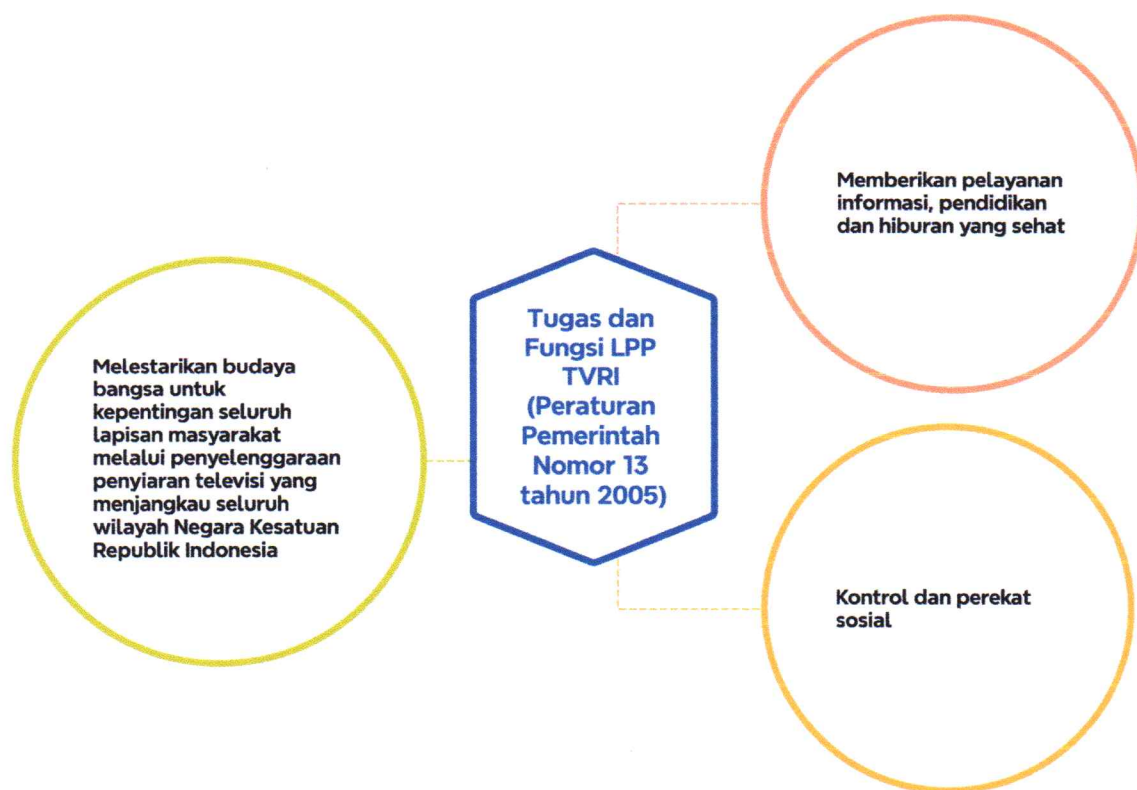 Memberikan pelayanan
informasi, pendidikan
dan hiburan yang sehat
Tugas dan
Fungsi LPP
TVRI
(Peraturan
Pemerintah
Nomor 13
tahun 2005)
Melestarikan budaya
bangsa untuk
kepentingan seluruh
lapisan masyarakat
melalui penyelenggaraan
penyiaran televisi yang
menjangkau seluruh
wilayah Negara Kesatuan
Republik Indonesia
Kontrol dan perekat
sosial